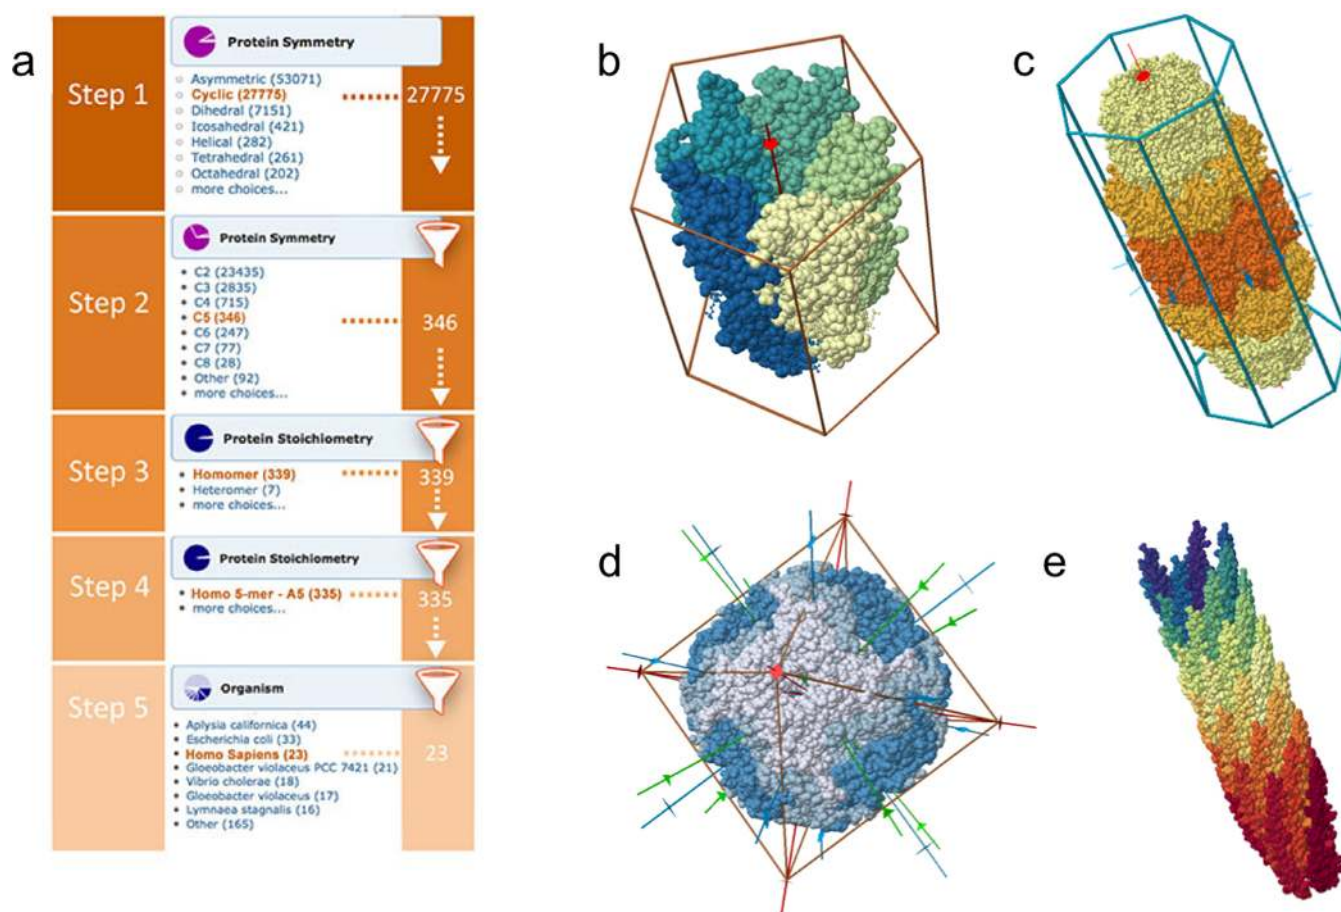 a
Step 1
Protein Symmetry
Asymmetric (53071)
Cyclic (27775)
27775
Dihedral (7151)
Icosahedral (421)
Helical (282)
Tetrahedral (261)
Octahedral (202)
more choices...
Step 2
Protein Symmetry
C2 (23435)
C3 (2835)
C4 (715)
C5 (346)
346
C6 (247)
C7 (77)
C8 (28)
Other (92)
more choices...
Step 3
Protein Stoichiometry
Homomer (339)
339
Heteromer (7)
more choices...
Step 4
Protein Stoichiometry
Homo 5-mer - A5 (335)
335
more choices...
Step 5
Organism
Aplysia californica (44)
Escherichia coli (33)
Homo Sapiens (23)
23
Gloeobacter violaceus PCC 7421 (21)
Vibrio cholerae (18)
Gloeobacter violaceus (17)
Lymnaea stagnalis (16)
Other (165)
b
c
d
e